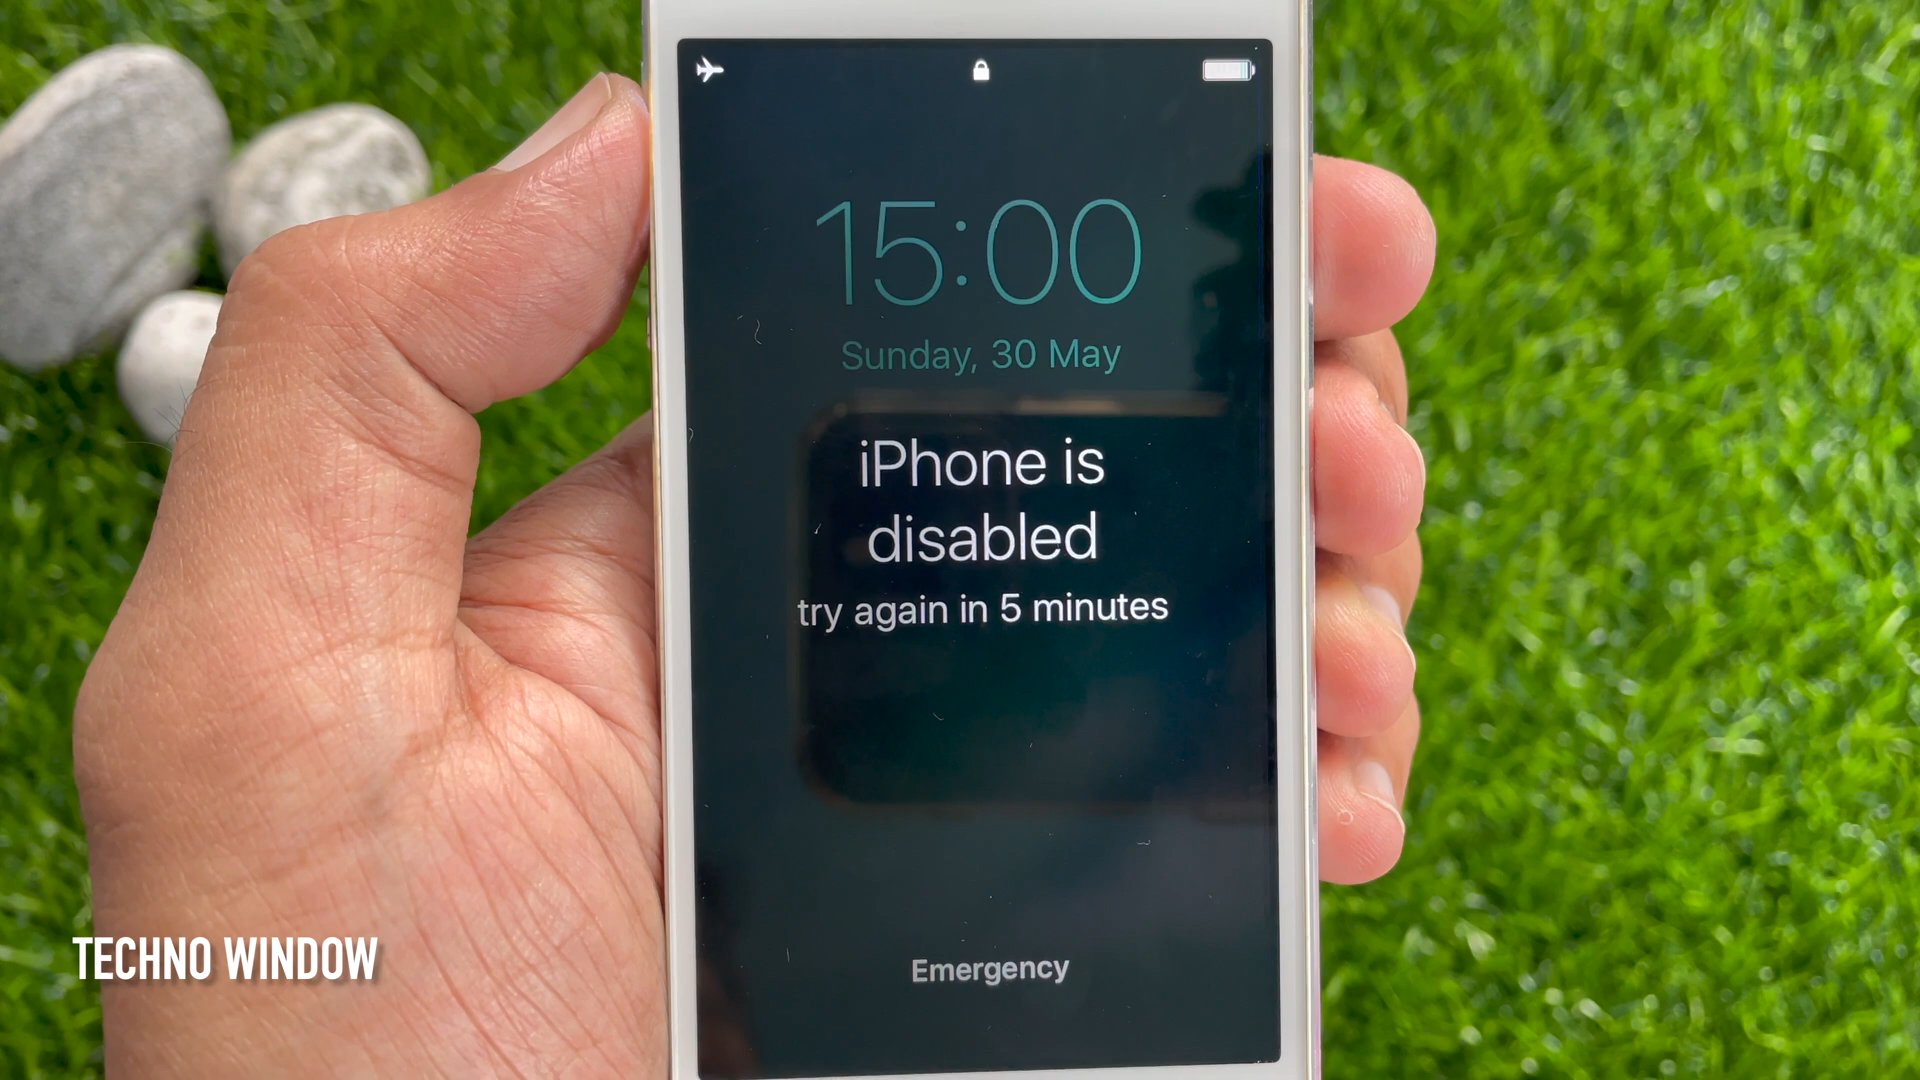 15:00
Sunday, 30 May
iPhone is
disabled
try again in 5 minutes
Emergency
TECHNO WINDOW